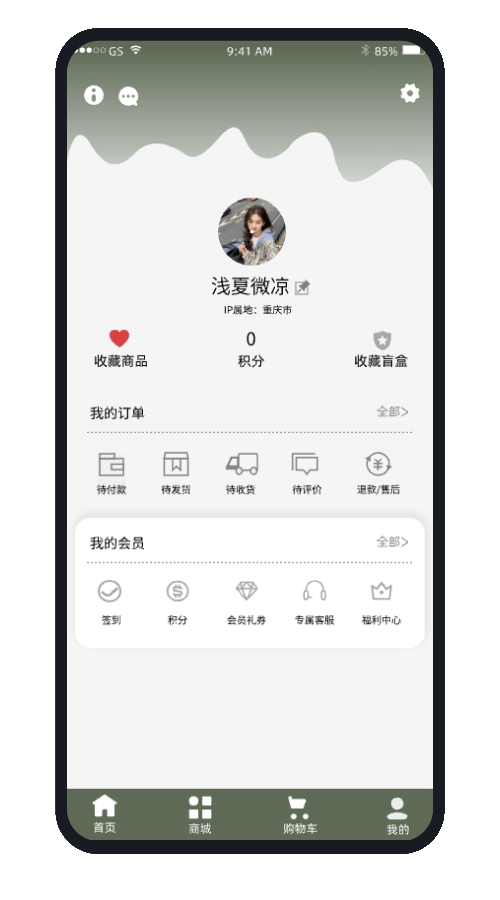 GS 9:41 AM 85%
浅夏微凉
IP属地：重庆市
0
收藏商品 积分 收藏盲盒
我的订单 全部>
待付款 待发货 待收货 待评价 退款/售后
我的会员 全部>
签到 积分 会员礼券 专属客服 福利中心
首页 商城 购物车 我的